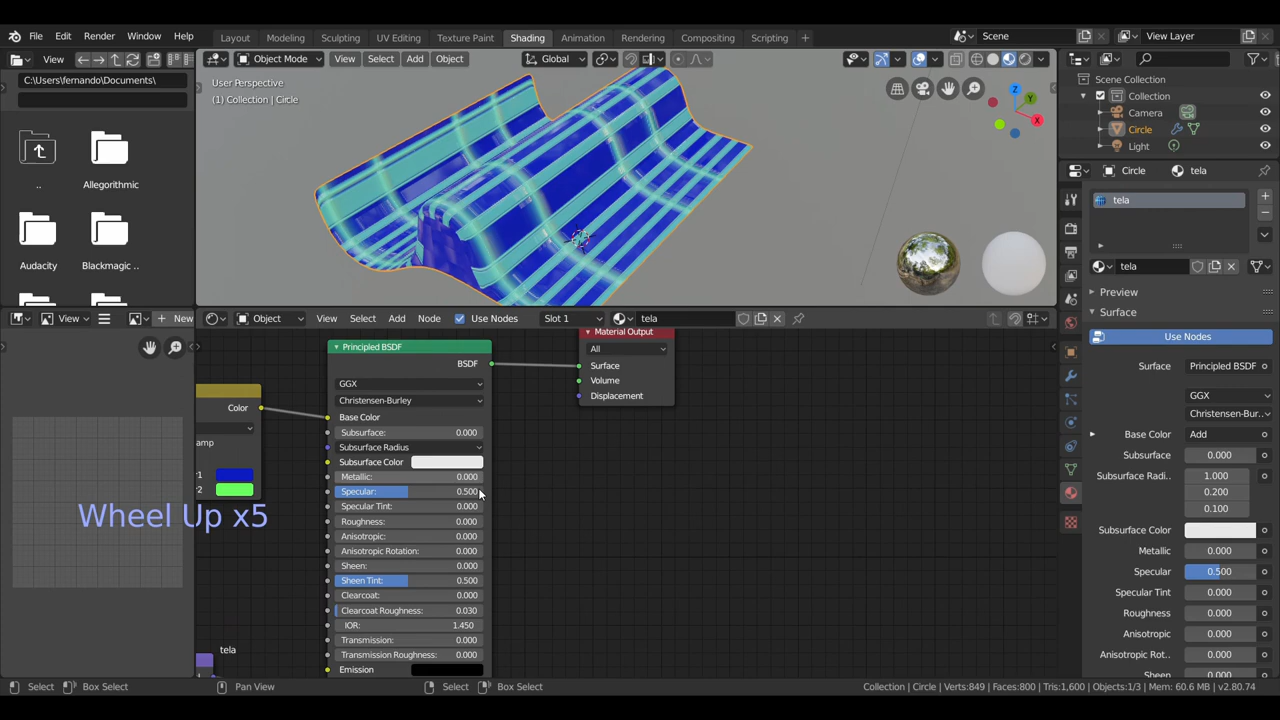 File Edit Render Window Help
Layout Modeling Sculpting UV Editing Texture Paint Shading Animation Rendering Compositing Scripting +
Scene
View Layer
View
Object Mode View Select Add Object Global
C:\Users\fernando\Documents\
User Perspective
(1) Collection | Circle
Z
Y
X
Scene Collection
Collection
Camera
Circle
Light
..
Allegorithmic
Audacity
Blackmagic ..
Circle tela
tela
tela
Preview
Surface
Use Nodes
Surface Principled BSDF
GGX
Christensen-Bur..
Base Color Add
Subsurface 0.000
Subsurface Radi.. 1.000
0.200
0.100
Subsurface Color
Metallic 0.000
Specular 0.500
Specular Tint 0.000
Roughness 0.000
Anisotropic 0.000
Anisotropic Rot.. 0.000
Sheen 0.000
View New
Object View Select Add Node Use Nodes Slot 1 tela
Material Output
All
Surface
Volume
Displacement
Principled BSDF
BSDF
GGX
Christensen-Burley
Base Color
Subsurface: 0.000
Subsurface Radius
Subsurface Color
Metallic: 0.000
Specular: 0.500
Specular Tint: 0.000
Roughness: 0.000
Anisotropic: 0.000
Anisotropic Rotation: 0.000
Sheen: 0.000
Sheen Tint: 0.500
Clearcoat: 0.000
Clearcoat Roughness: 0.030
IOR: 1.450
Transmission: 0.000
Transmission Roughness: 0.000
Emission
Color
amp
r1
r2
Wheel Up x5
tela
Select Box Select Pan View Select Box Select
Collection | Circle | Verts:849 | Faces:800 | Tris:1,600 | Objects:1/3 | Mem: 60.6 MB | v2.80.74